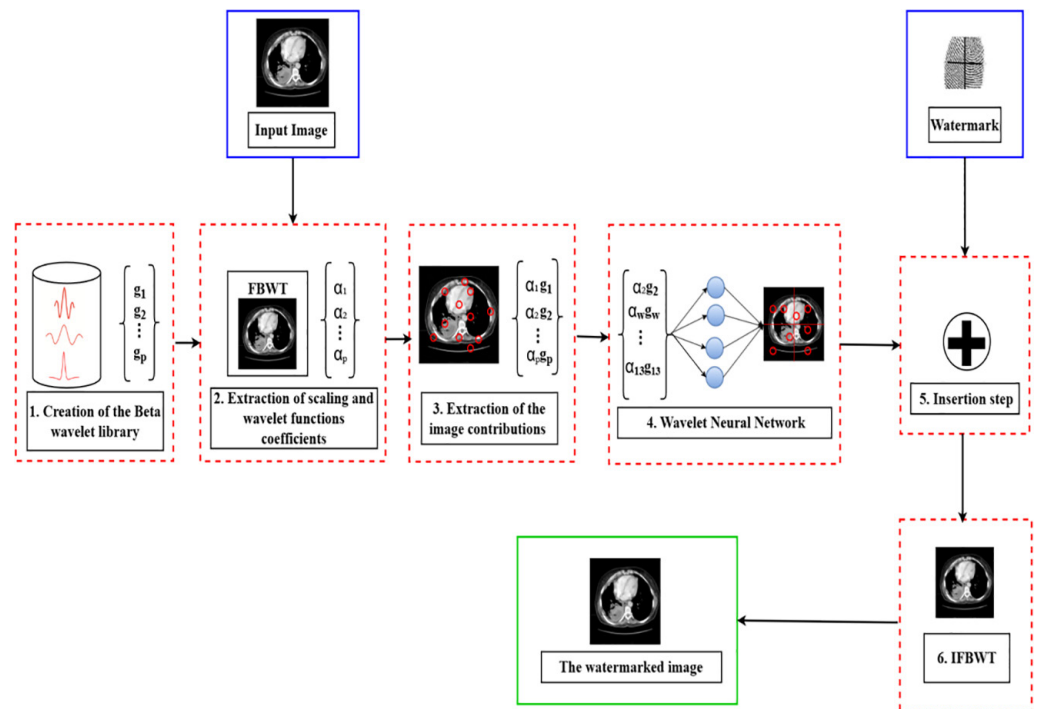 Input Image
Watermark
g1
g2
⋮
gp
1. Creation of the Beta
wavelet library
FBWT
α1
α2
⋮
αp
2. Extraction of scaling and
wavelet functions
coefficients
α1g1
α2g2
⋮
αpgp
3. Extraction of the
image contributions
α2g2
αwgw
⋮
α13g13
4. Wavelet Neural Network
5. Insertion step
6. IFBWT
The watermarked image